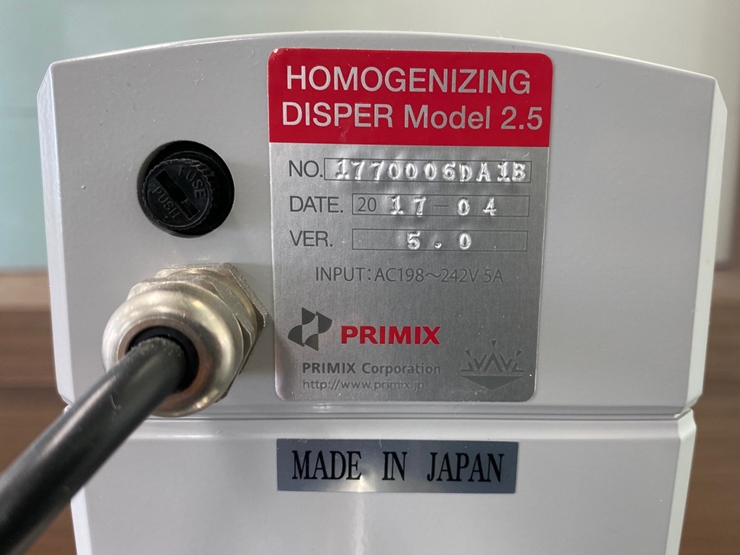 HOMOGENIZING
DISPER Model 2.5
NO. 1770006DA1B
DATE. 20 17-04
VER. 5.0
INPUT:AC198～242V 5A
PRIMIX
PRIMIX Corporation
http://www.primix.jp
FUSE
PUSH
MADE IN JAPAN